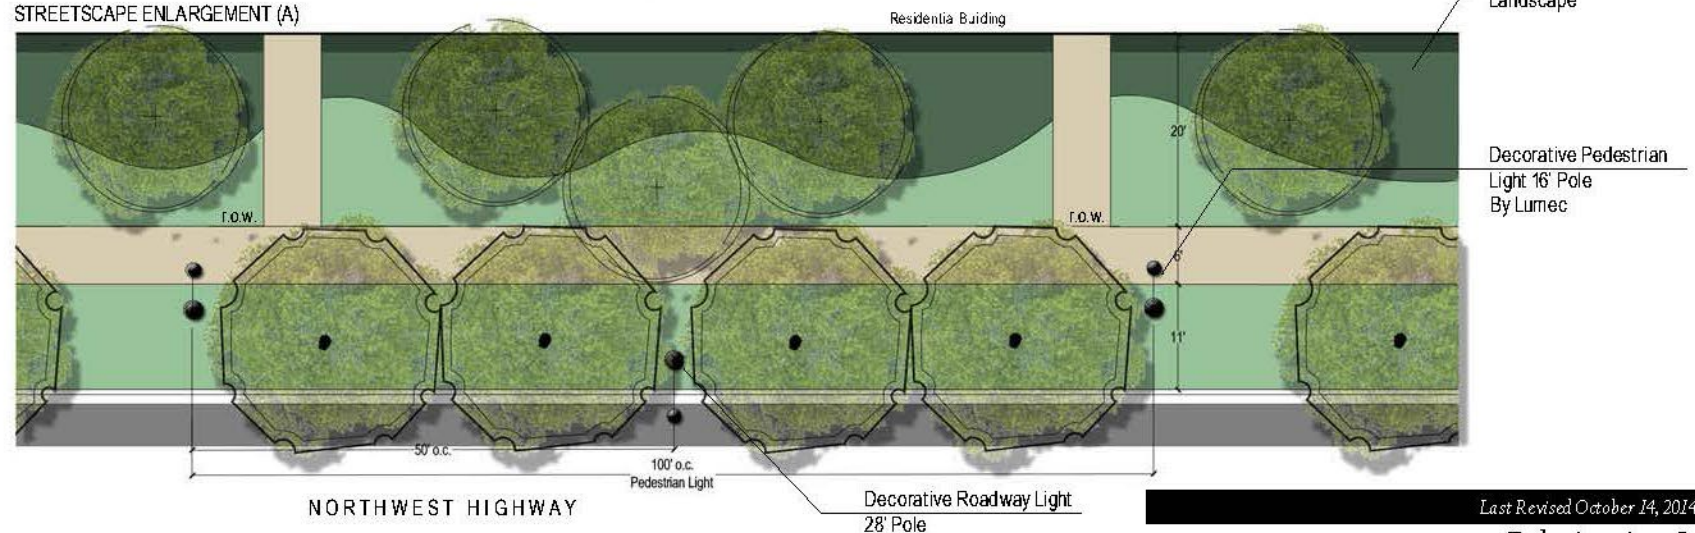 STREETSCAPE ENLARGEMENT (A)
Residentia Buiding
Landscape
20'
Decorative Pedestrian
Light 16' Pole
By Lumec
r.o.w.
r.o.w.
6'
11'
50' o.c.
100' o.c.
Pedestrian Light
NORTHWEST HIGHWAY
Decorative Roadway Light
28' Pole
Last Revised October 14, 2014